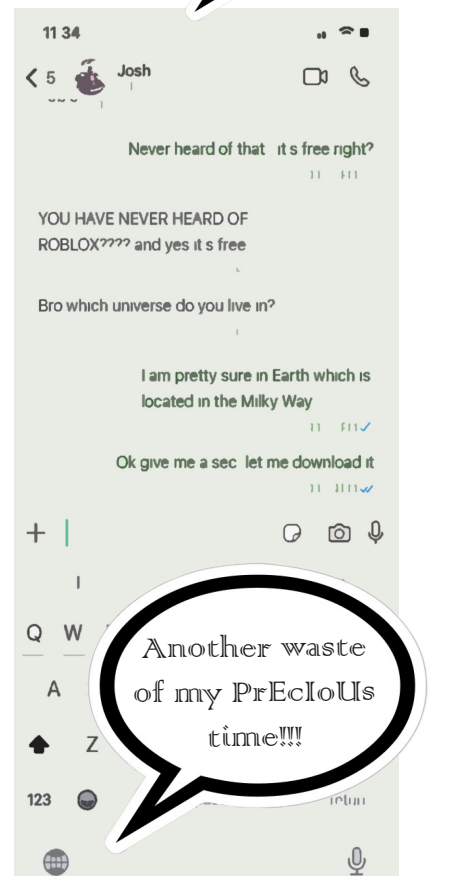 11 34
5 Josh
Never heard of that it s free right?
YOU HAVE NEVER HEARD OF
ROBLOX???? and yes it s free
Bro which universe do you live in?
I am pretty sure in Earth which is
located in the Milky Way
Ok give me a sec let me download it
I
Q W
Another waste
of my PrEcIoUs
time!!!
A
Z
123